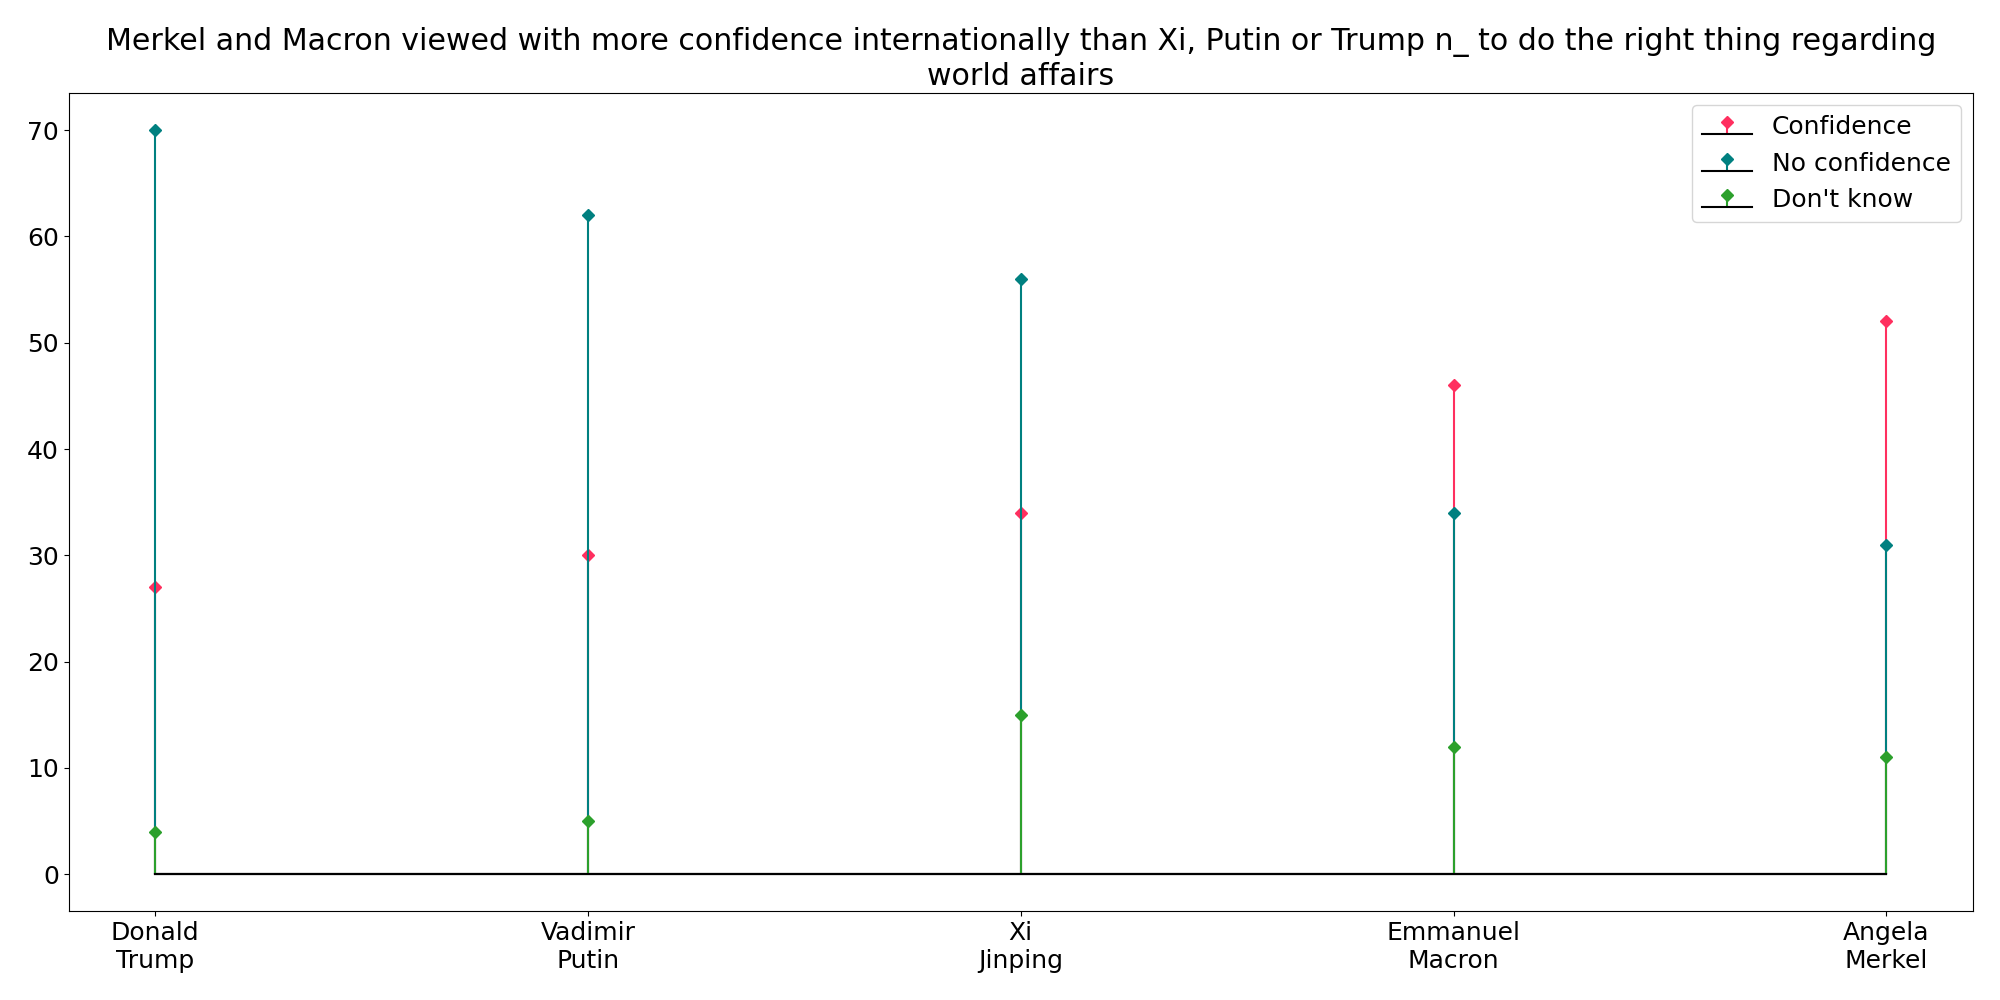 Merkel and Macron viewed with more confidence internationally than Xi, Putin or Trump n_ to do the right thing regarding
world affairs
Confidence
No confidence
Don't know
70
60
50
40
30
20
10
0
Donald
Trump
Vadimir
Putin
Xi
Jinping
Emmanuel
Macron
Angela
Merkel